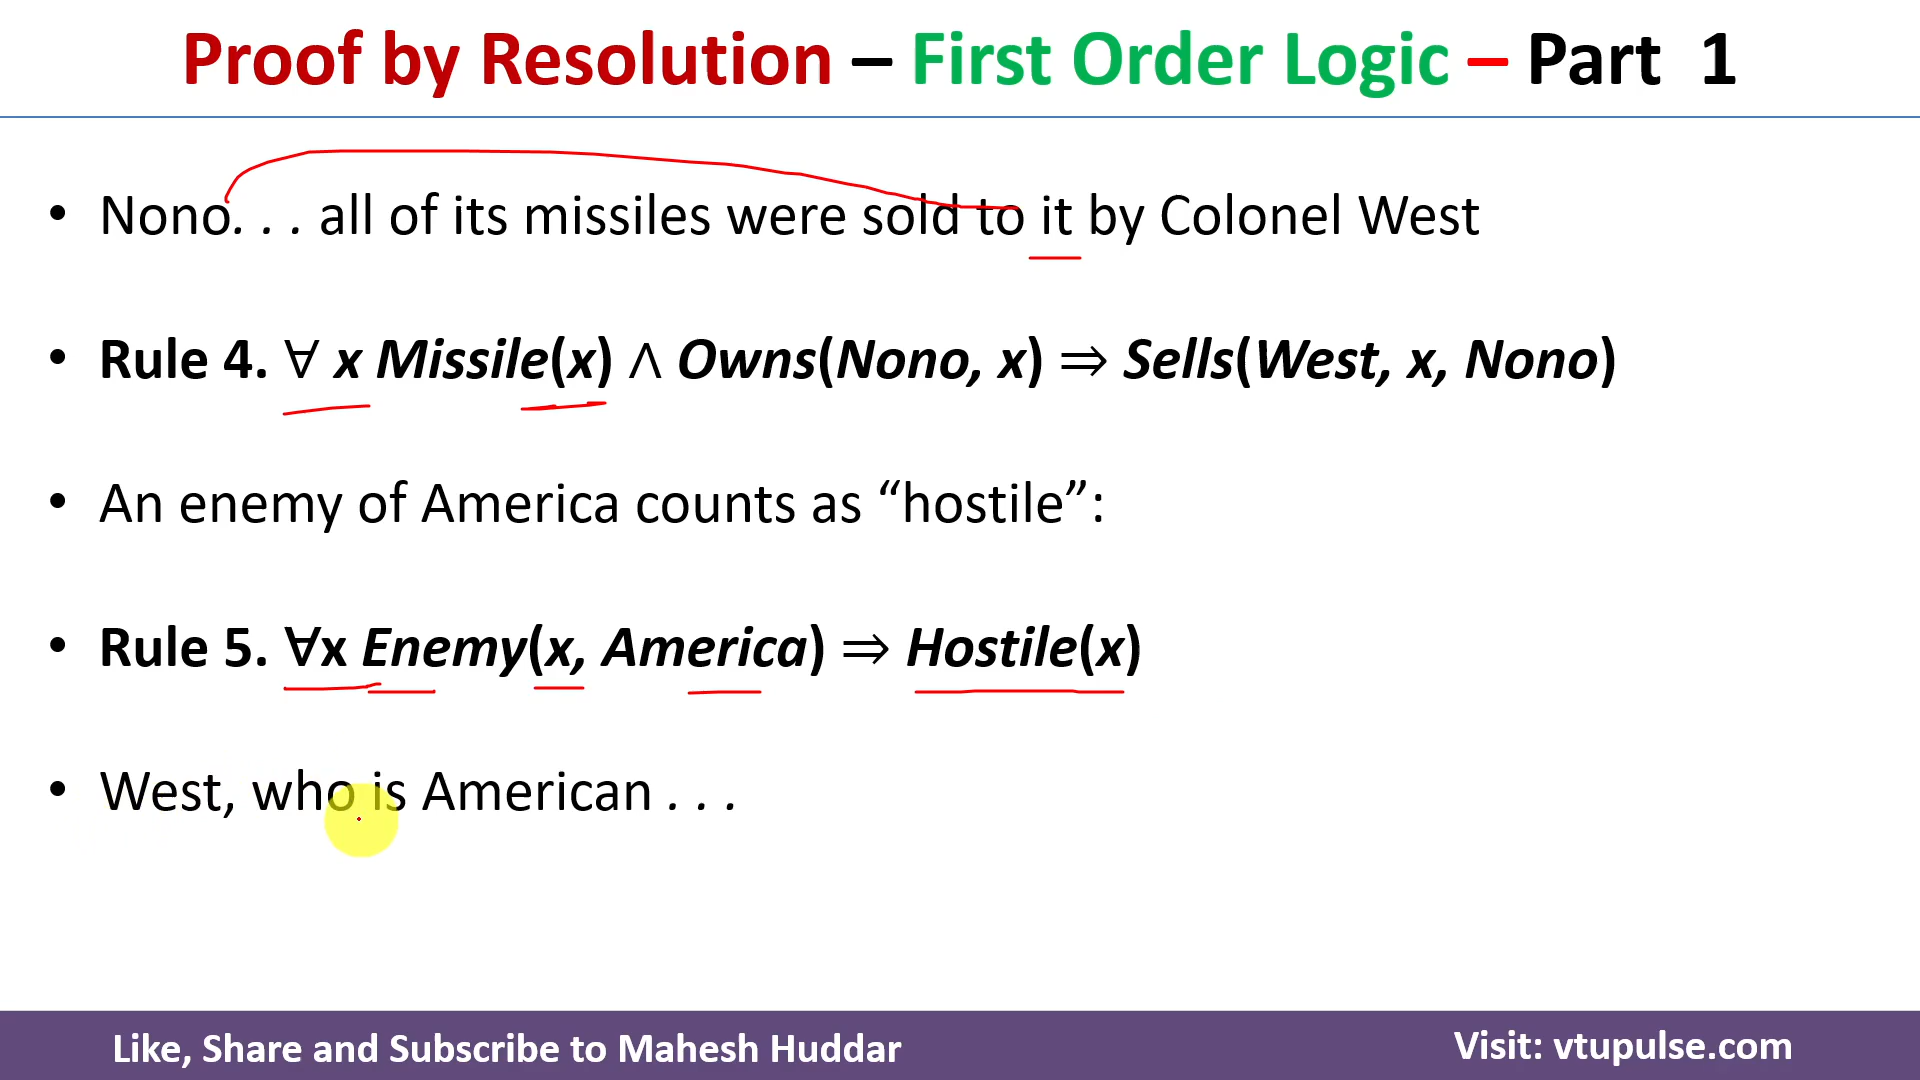 Proof by Resolution – First Order Logic – Part 1
• Nono. . . all of its missiles were sold to it by Colonel West
• Rule 4. ∀ x Missile(x) ∧ Owns(Nono, x) ⇒ Sells(West, x, Nono)
• An enemy of America counts as “hostile”:
• Rule 5. ∀x Enemy(x, America) ⇒ Hostile(x)
• West, who is American . . .
Like, Share and Subscribe to Mahesh Huddar
Visit: vtupulse.com